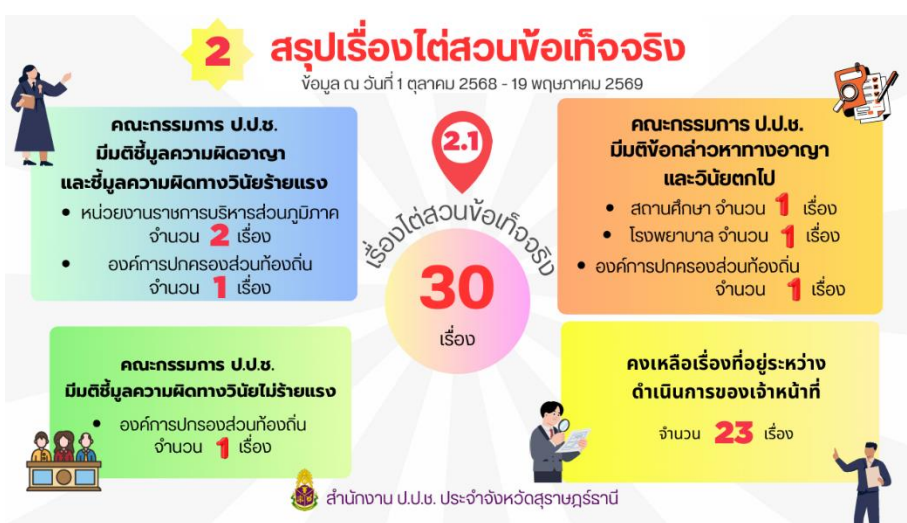 2 สรุปเรื่องไต่สวนข้อเท็จจริง
ข้อมูล ณ วันที่ 1 ตุลาคม 2568 - 19 พฤษภาคม 2569
คณะกรรมการ ป.ป.ช.
มีมติชี้มูลความผิดอาญา
และชี้มูลความผิดทางวินัยร้ายแรง
• หน่วยงานราชการบริหารส่วนภูมิภาค
จำนวน 2 เรื่อง
• องค์การปกครองส่วนท้องถิ่น
จำนวน 1 เรื่อง
2.1
เรื่องไต่สวนข้อเท็จจริง
30
เรื่อง
คณะกรรมการ ป.ป.ช.
มีมติข้อกล่าวหาทางอาญา
และวินัยตกไป
• สถานศึกษา จำนวน 1 เรื่อง
• โรงพยาบาล จำนวน 1 เรื่อง
• องค์การปกครองส่วนท้องถิ่น
จำนวน 1 เรื่อง
คณะกรรมการ ป.ป.ช.
มีมติชี้มูลความผิดทางวินัยไม่ร้ายแรง
• องค์การปกรองส่วนท้องถิ่น
จำนวน 1 เรื่อง
คงเหลือเรื่องที่อยู่ระหว่าง
ดำเนินการของเจ้าหน้าที่
จำนวน 23 เรื่อง
สำนักงาน ป.ป.ช. ประจำจังหวัดสุราษฎร์ธานี